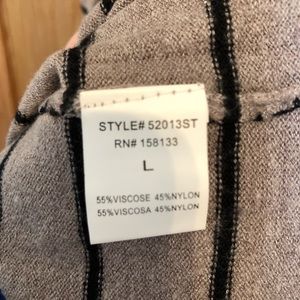 STYLE# 52013ST
RN# 158133
L
55%VISCOSE 45%NYLON
55%VISCOSA 45%NYLON